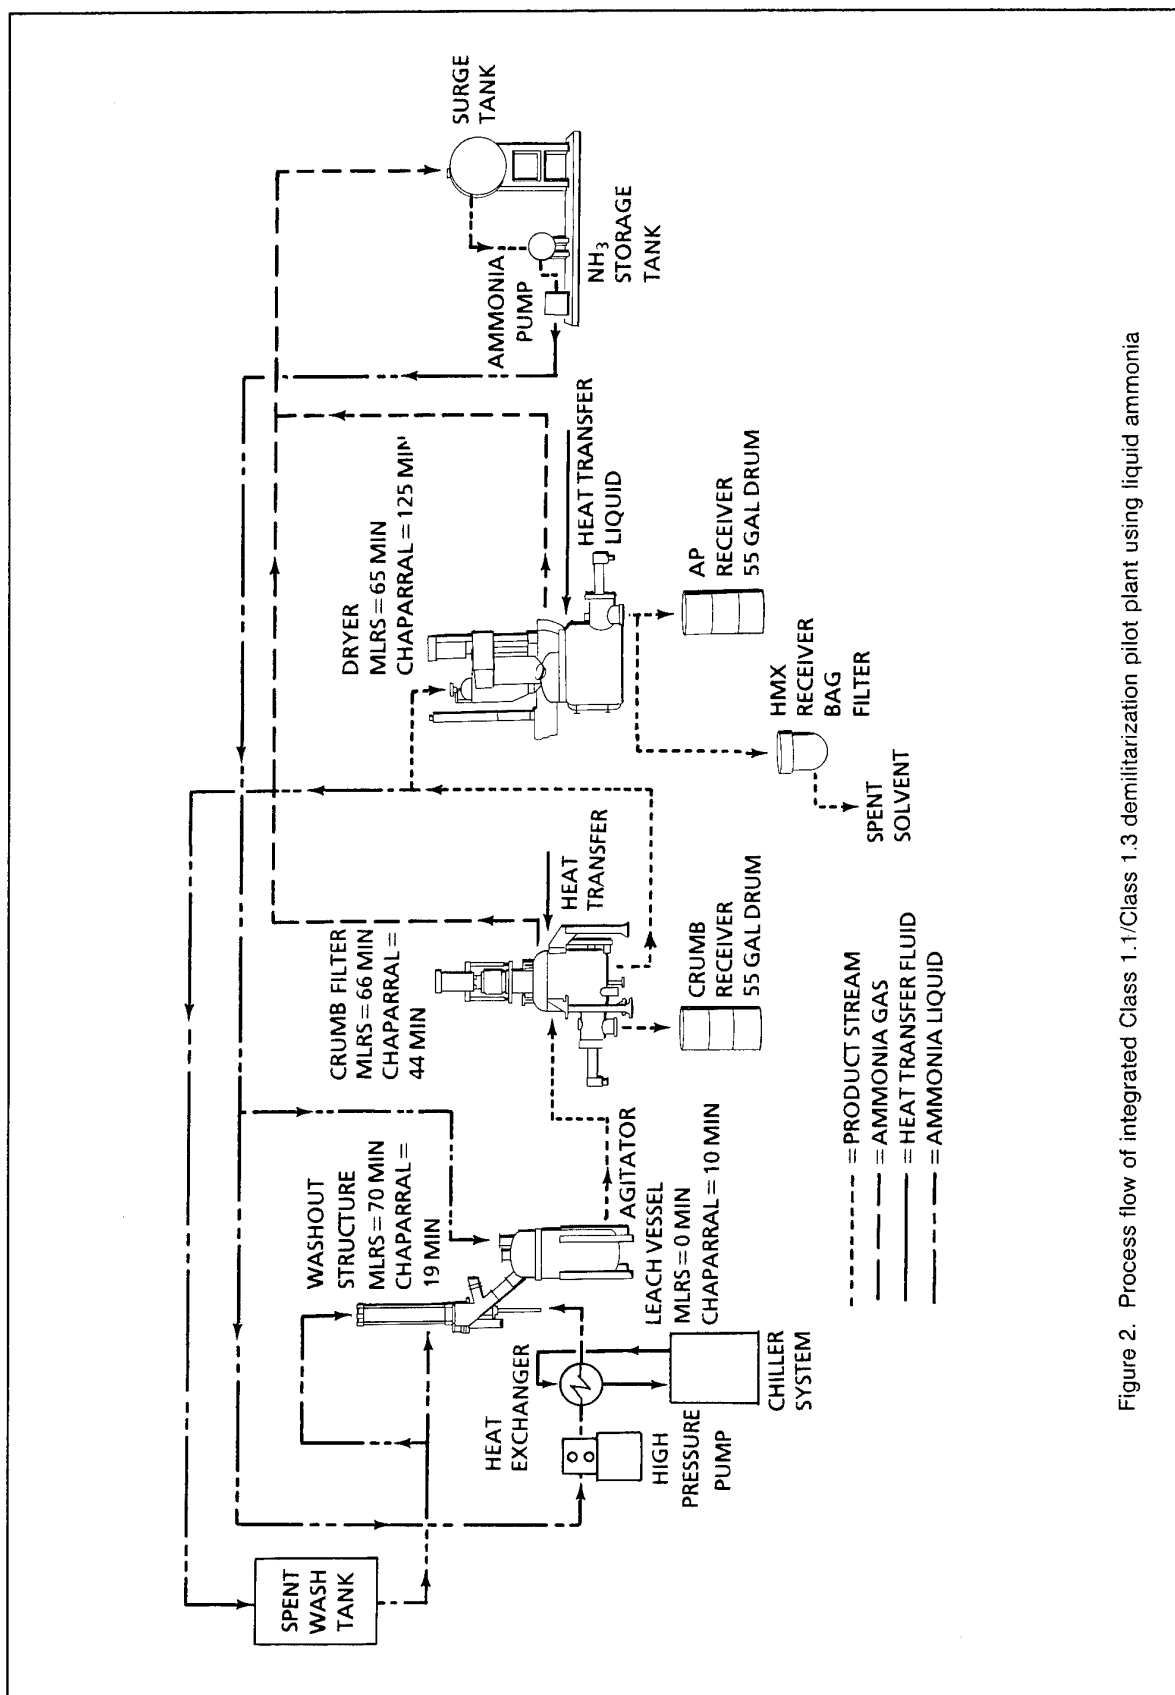 SPENT
WASH
TANK
WASHOUT
STRUCTURE
MLRS = 70 MIN
CHAPARRAL =
19 MIN
CRUMB FILTER
MLRS = 66 MIN
CHAPARRAL =
44 MIN
DRYER
MLRS = 65 MIN
CHAPARRAL = 125 MIN
SURGE
TANK
AMMONIA
PUMP
NH₃
STORAGE
TANK
HEAT
EXCHANGER
HIGH
PRESSURE
PUMP
CHILLER
SYSTEM
AGITATOR
LEACH VESSEL
MLRS = 0 MIN
CHAPARRAL = 10 MIN
HEAT
TRANSFER
CRUMB
RECEIVER
55 GAL DRUM
HEAT TRANSFER
LIQUID
AP
RECEIVER
55 GAL DRUM
HMX
RECEIVER
BAG
FILTER
SPENT
SOLVENT
= PRODUCT STREAM
= AMMONIA GAS
= HEAT TRANSFER FLUID
= AMMONIA LIQUID
Figure 2. Process flow of integrated Class 1.1/Class 1.3 demilitarization pilot plant using liquid ammonia